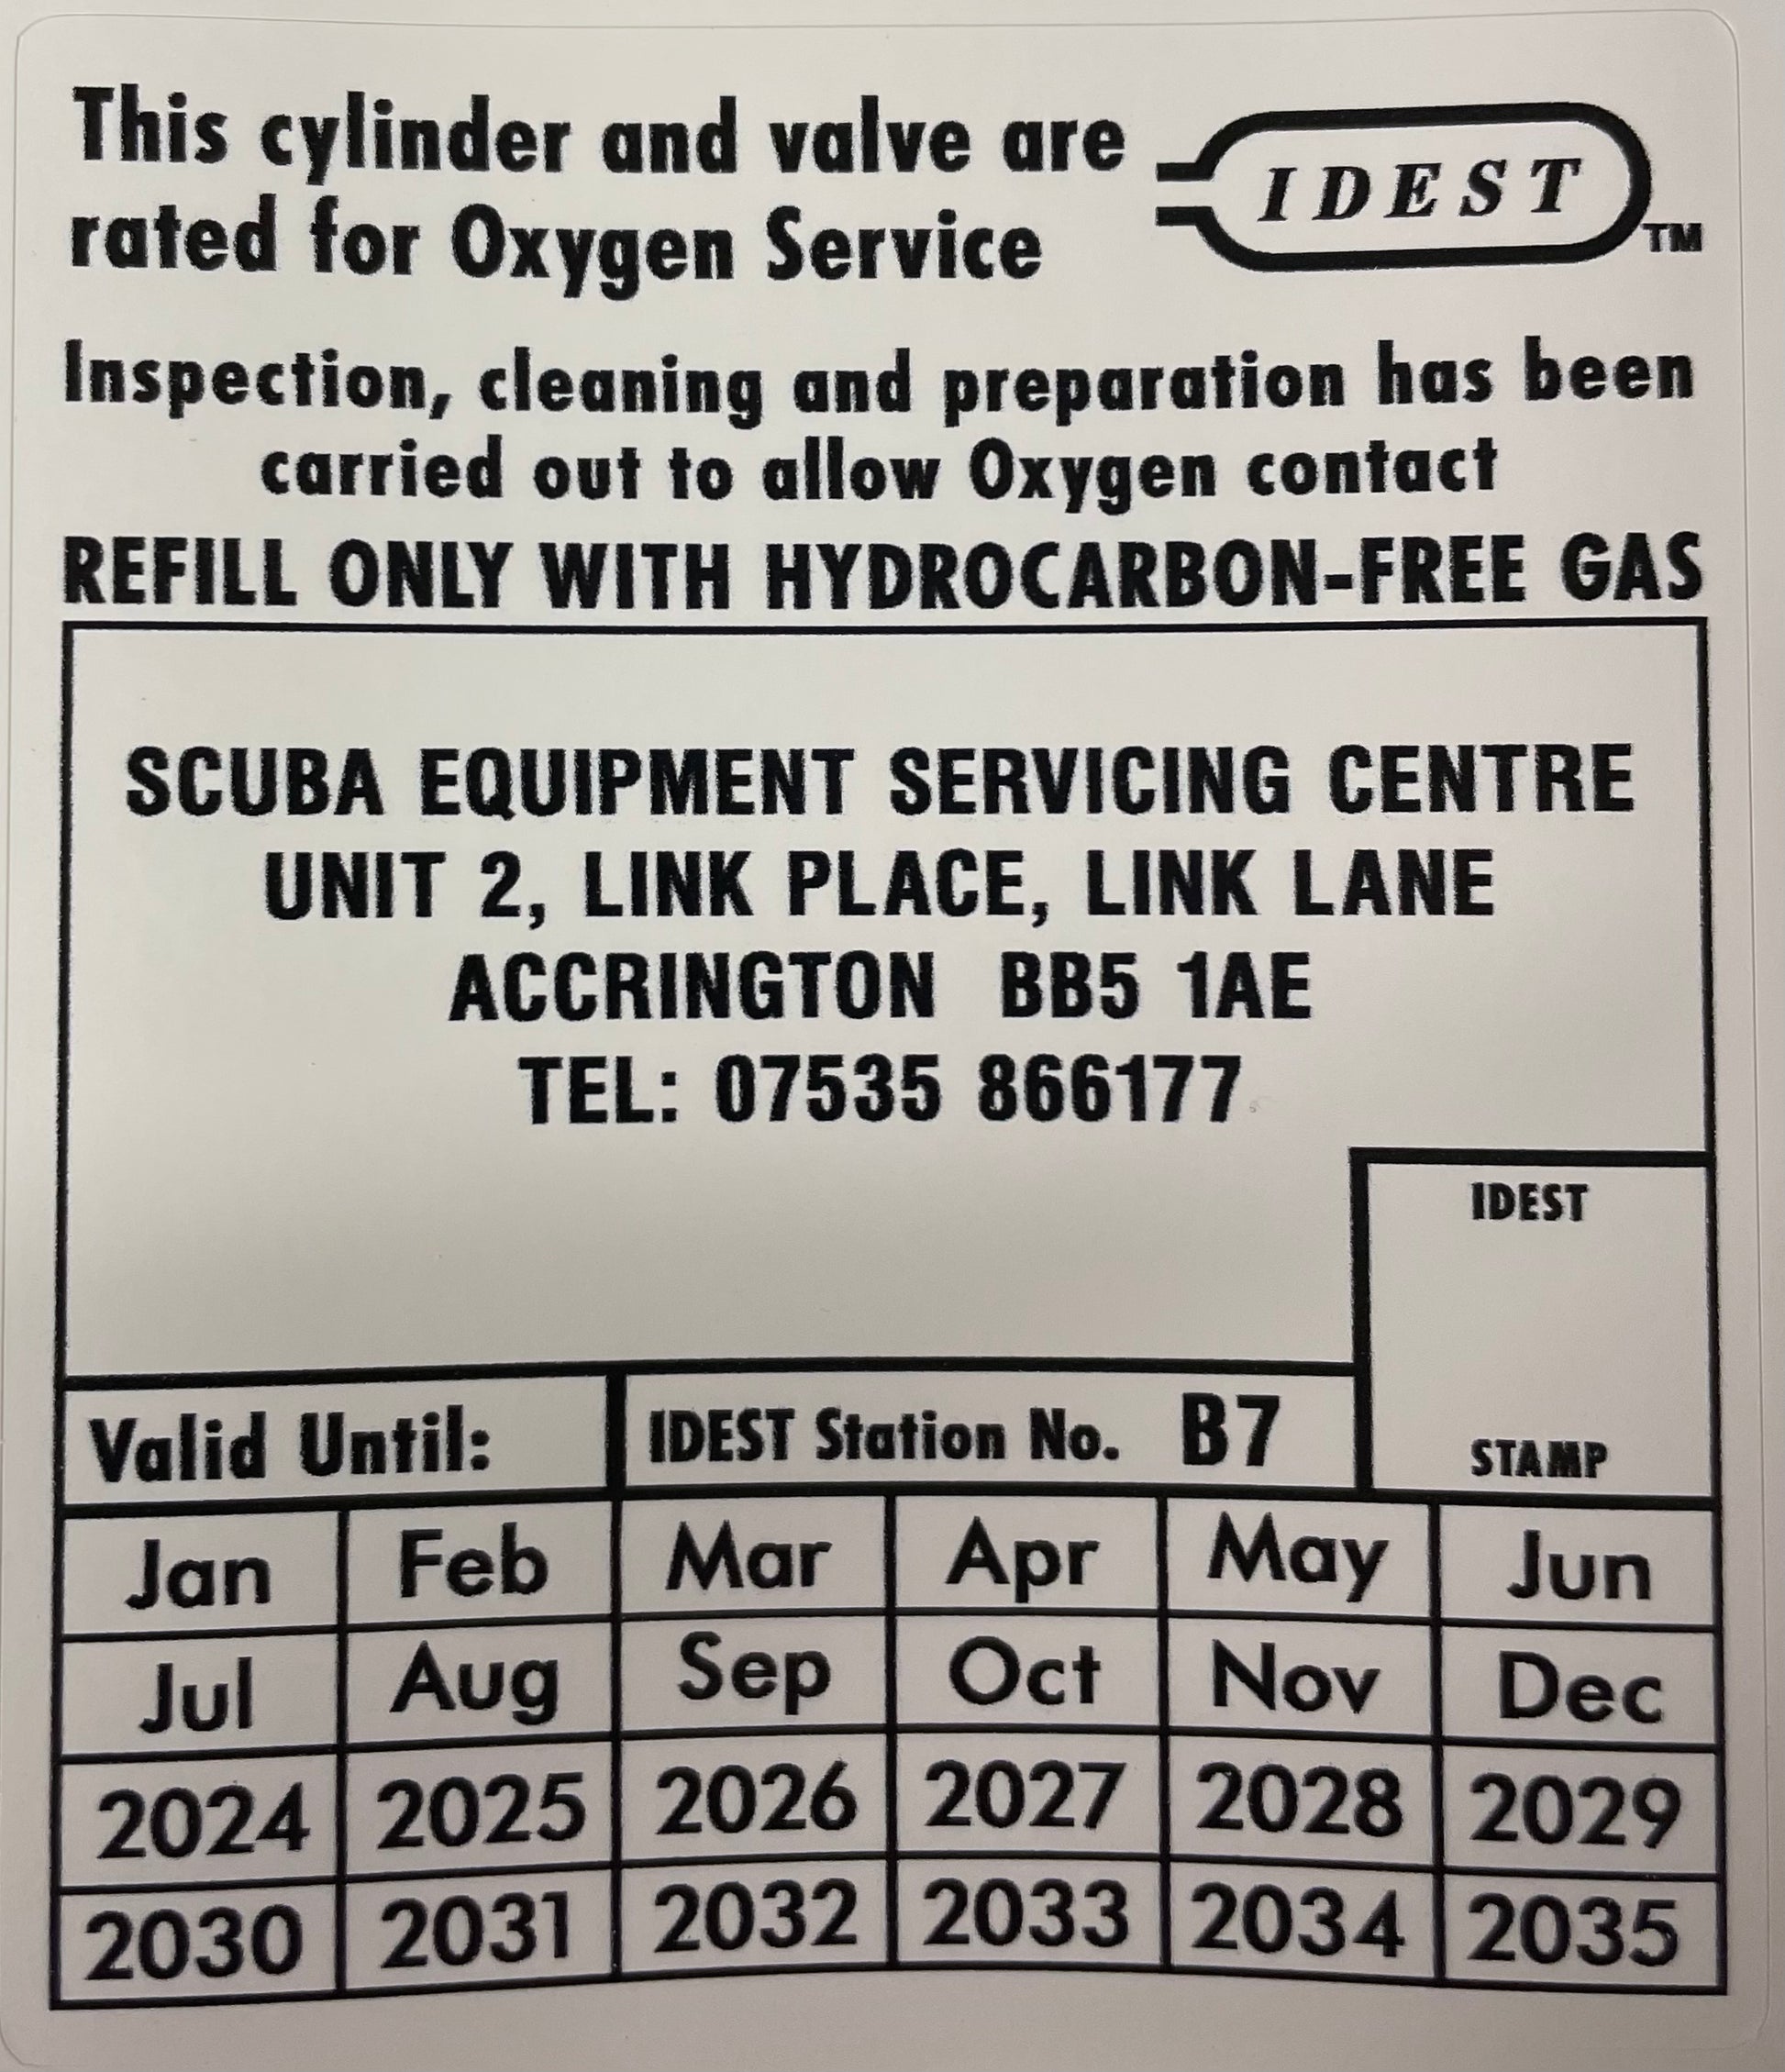 This cylinder and valve are
rated for Oxygen Service
IDEST
TM
Inspection, cleaning and preparation has been
carried out to allow Oxygen contact
REFILL ONLY WITH HYDROCARBON-FREE GAS
SCUBA EQUIPMENT SERVICING CENTRE
UNIT 2, LINK PLACE, LINK LANE
ACCRINGTON BB5 1AE
TEL: 07535 866177
IDEST
STAMP
Valid Until: IDEST Station No. B7
Jan Feb Mar Apr May Jun
Jul Aug Sep Oct Nov Dec
2024 2025 2026 2027 2028 2029
2030 2031 2032 2033 2034 2035